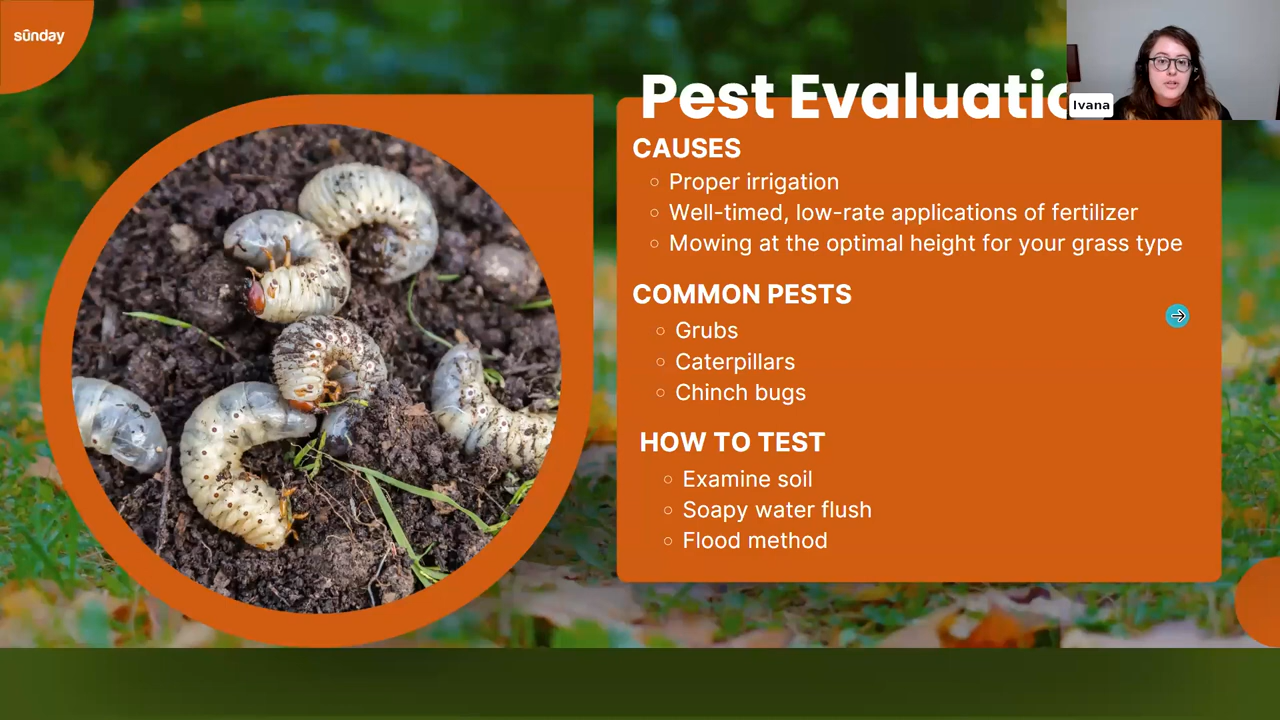 sünday
Pest Evaluatio
Ivana
CAUSES
Proper irrigation
Well-timed, low-rate applications of fertilizer
Mowing at the optimal height for your grass type
COMMON PESTS
Grubs
Caterpillars
Chinch bugs
HOW TO TEST
Examine soil
Soapy water flush
Flood method